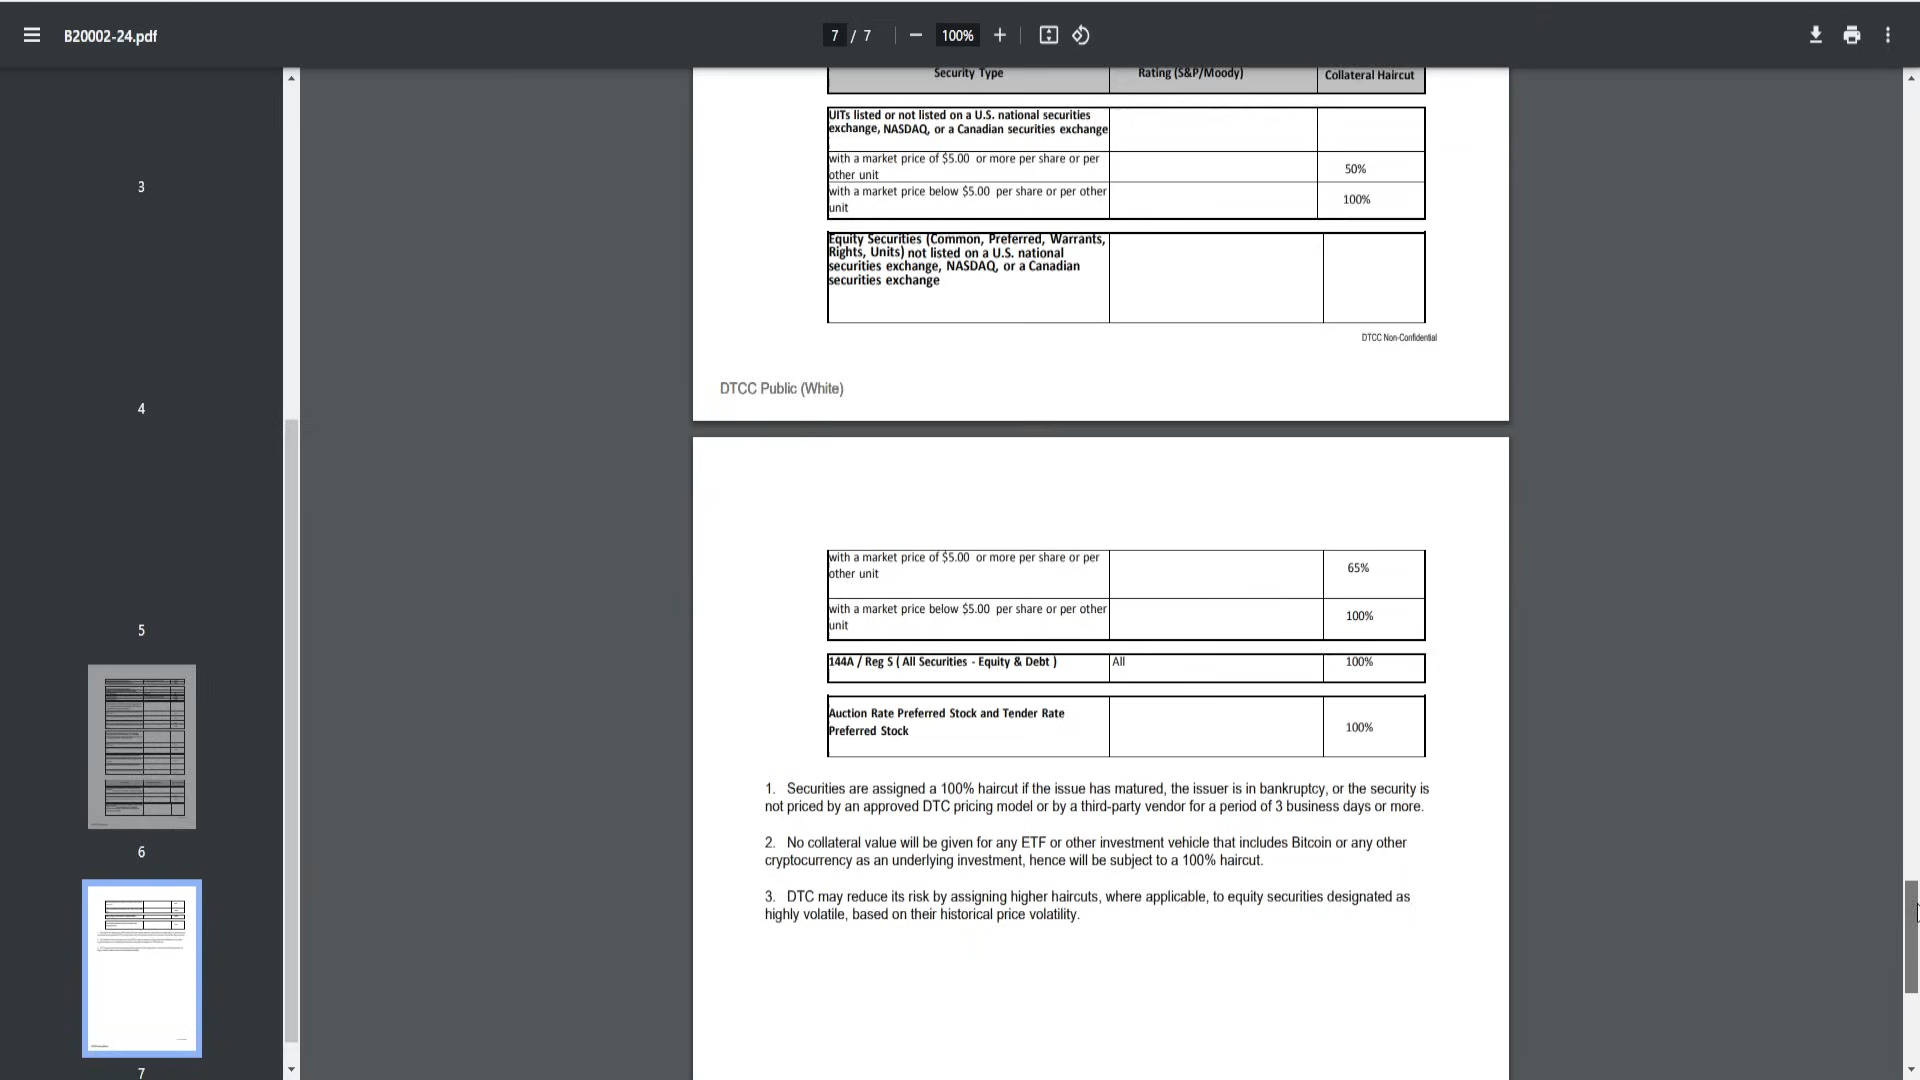 B20002-24.pdf
7 / 7
100%
3
4
5
6
7
Security Type Rating (S&P/Moody) Collateral Haircut
UITs listed or not listed on a U.S. national securities
exchange, NASDAQ, or a Canadian securities exchange
with a market price of $5.00 or more per share or per
other unit
50%
with a market price below $5.00 per share or per other
unit
100%
Equity Securities (Common, Preferred, Warrants,
Rights, Units) not listed on a U.S. national
securities exchange, NASDAQ, or a Canadian
securities exchange
DTCC Non-Confidential
DTCC Public (White)
with a market price of $5.00 or more per share or per
other unit
65%
with a market price below $5.00 per share or per other
unit
100%
144A / Reg S ( All Securities - Equity & Debt ) All 100%
Auction Rate Preferred Stock and Tender Rate
Preferred Stock
100%
1. Securities are assigned a 100% haircut if the issue has matured, the issuer is in bankruptcy, or the security is
not priced by an approved DTC pricing model or by a third-party vendor for a period of 3 business days or more.
2. No collateral value will be given for any ETF or other investment vehicle that includes Bitcoin or any other
cryptocurrency as an underlying investment, hence will be subject to a 100% haircut.
3. DTC may reduce its risk by assigning higher haircuts, where applicable, to equity securities designated as
highly volatile, based on their historical price volatility.